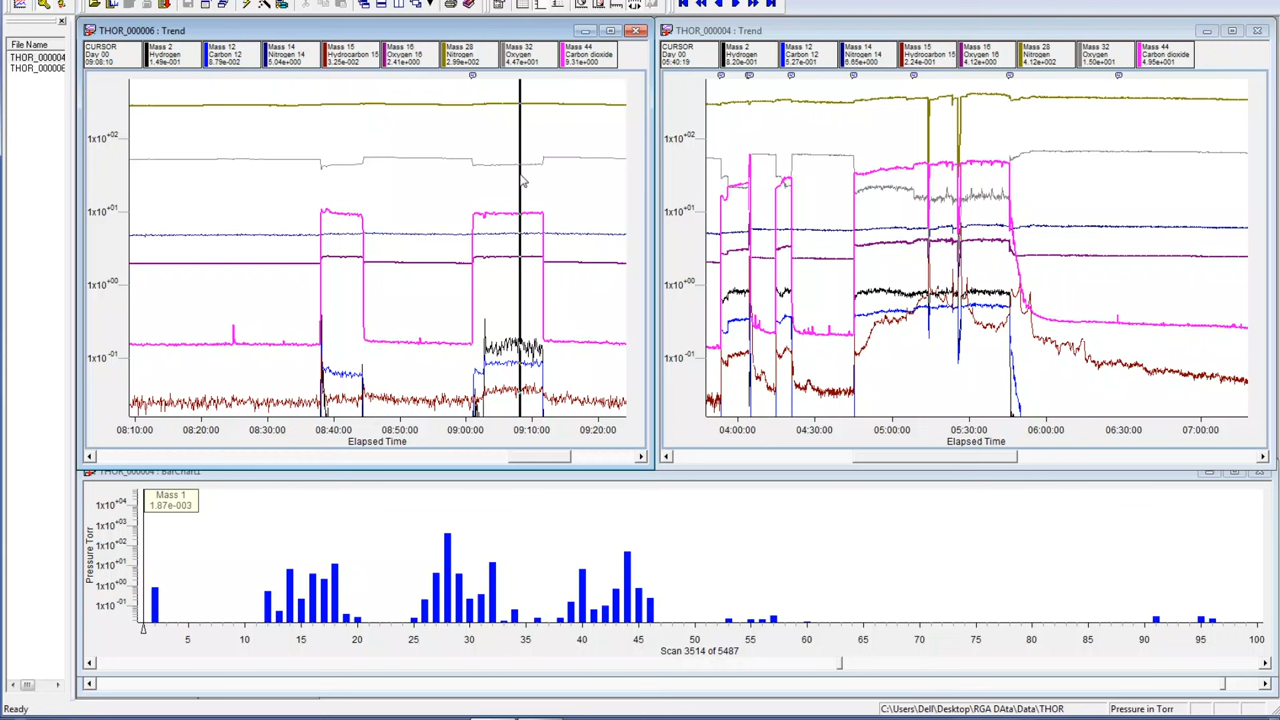 File Name
THOR_000004
THOR_000006
THOR_000006 : Trend
CURSOR Day 00 09:08:10
Mass 2 Hydrogen 1.49e-001
Mass 12 Carbon 12 8.79e-002
Mass 14 Nitrogen 14 5.04e+000
Mass 15 Hydrocarbon 15 3.25e-002
Mass 16 Oxygen 16 2.41e+000
Mass 28 Nitrogen 2.99e+002
Mass 32 Oxygen 4.47e+001
Mass 44 Carbon dioxide 9.31e+000
1x10+02
1x10+01
1x10+00
1x10-01
08:10:00 08:20:00 08:30:00 08:40:00 08:50:00 09:00:00 09:10:00 09:20:00
Elapsed Time
THOR_000004 : Trend
CURSOR Day 00 05:40:19
Mass 2 Hydrogen 8.20e-001
Mass 12 Carbon 12 5.27e-001
Mass 14 Nitrogen 14 6.65e+000
Mass 15 Hydrocarbon 15 2.24e-001
Mass 16 Oxygen 16 4.12e+000
Mass 28 Nitrogen 4.12e+002
Mass 32 Oxygen 1.50e+001
Mass 44 Carbon dioxide 4.95e+001
1x10+02
1x10+01
1x10+00
1x10-01
04:00:00 04:30:00 05:00:00 05:30:00 06:00:00 06:30:00 07:00:00
Elapsed Time
THOR_000004 : BarChart1
Mass 1
1.87e-003
Pressure Torr
1x10+04
1x10+03
1x10+02
1x10+01
1x10+00
1x10-01
5 10 15 20 25 30 35 40 45 50 55 60 65 70 75 80 85 90 95 100
Scan 3514 of 5487
Ready
C:\Users\Dell\Desktop\RGA DAta\Data\THOR
Pressure in Torr